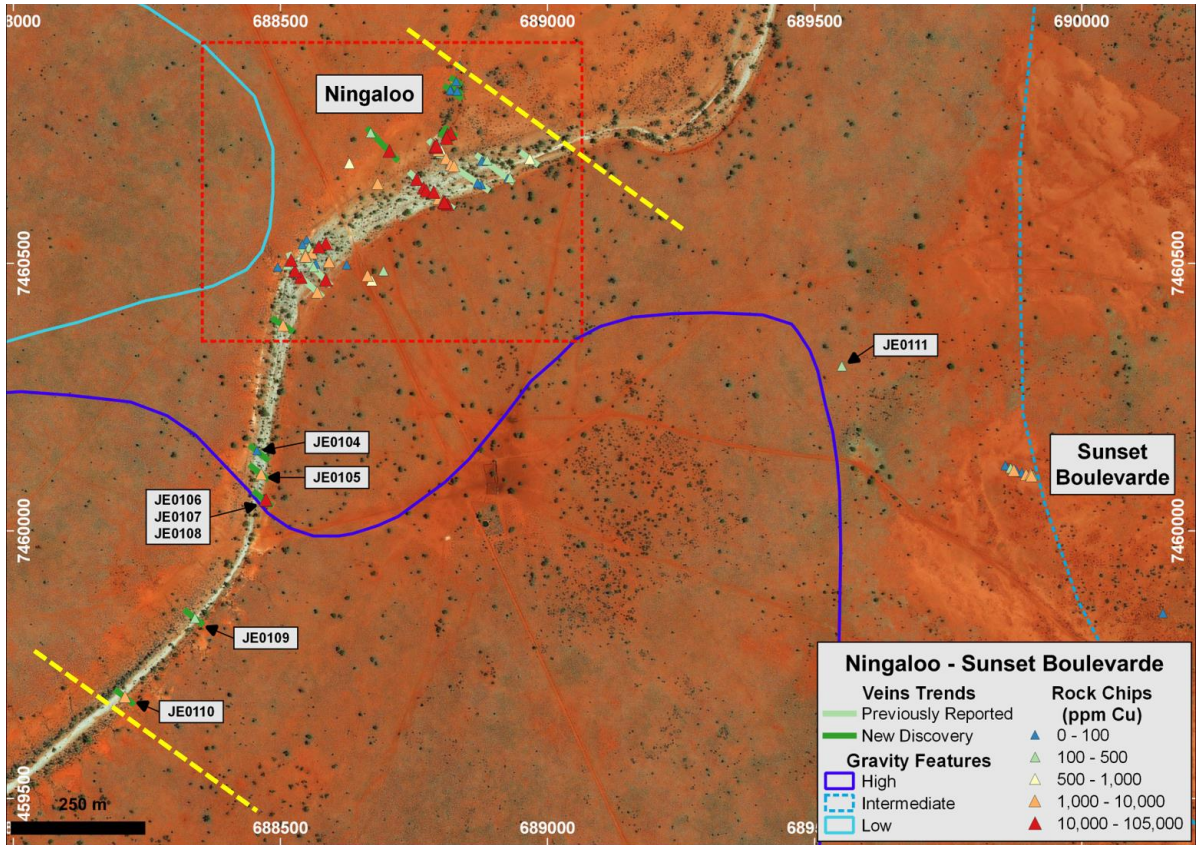 88000
688500
689000
689500
690000
Ningaloo
7460500
7460500
JE0111
Sunset
Boulevarde
JE0104
JE0105
JE0106
JE0107
JE0108
7460000
7460000
JE0109
JE0110
459500
250 m
688500
689000
689
Ningaloo - Sunset Boulevarde
Veins Trends
Previously Reported
New Discovery
Gravity Features
High
Intermediate
Low
Rock Chips
(ppm Cu)
0 - 100
100 - 500
500 - 1,000
1,000 - 10,000
10,000 - 105,000